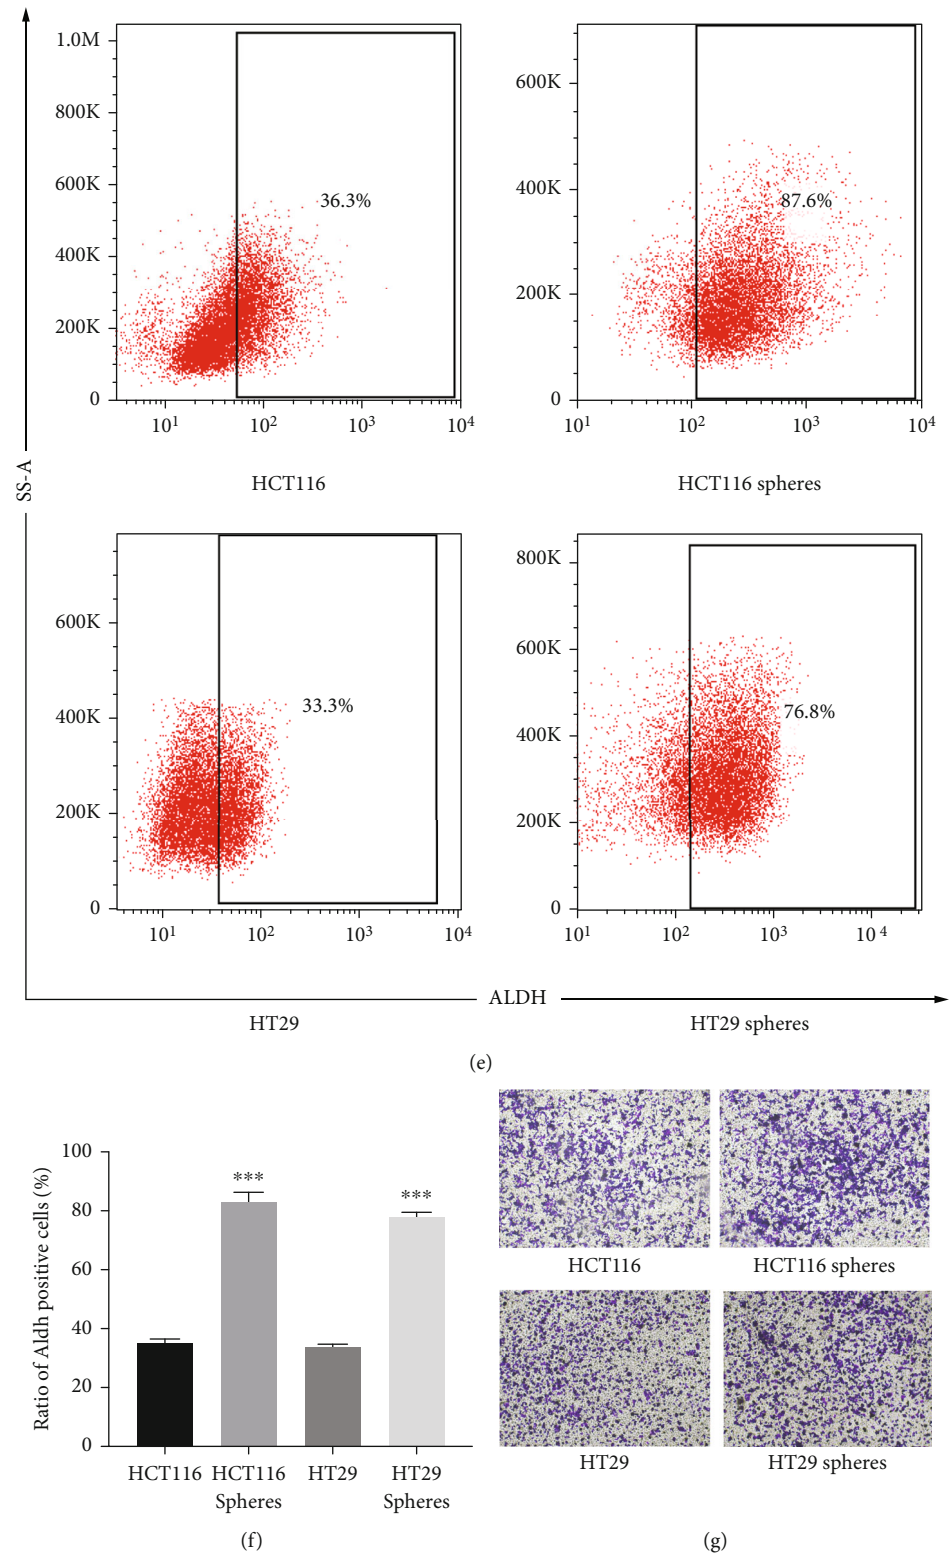 SS-A
1.0M
800K
600K
400K
200K
0
36.3%
10¹ 10² 10³ 10⁴
HCT116
600K
400K
200K
0
87.6%
10¹ 10² 10³ 10⁴
HCT116 spheres
600K
400K
200K
0
33.3%
10¹ 10² 10³ 10⁴
HT29
800K
600K
400K
200K
0
76.8%
10¹ 10² 10³ 10⁴
HT29 spheres
ALDH
(e)
Ratio of Aldh positive cells (%)
100
80
60
40
20
0
***
***
HCT116
HCT116
Spheres
HT29
HT29
Spheres
(f)
HCT116
HCT116 spheres
HT29
HT29 spheres
(g)